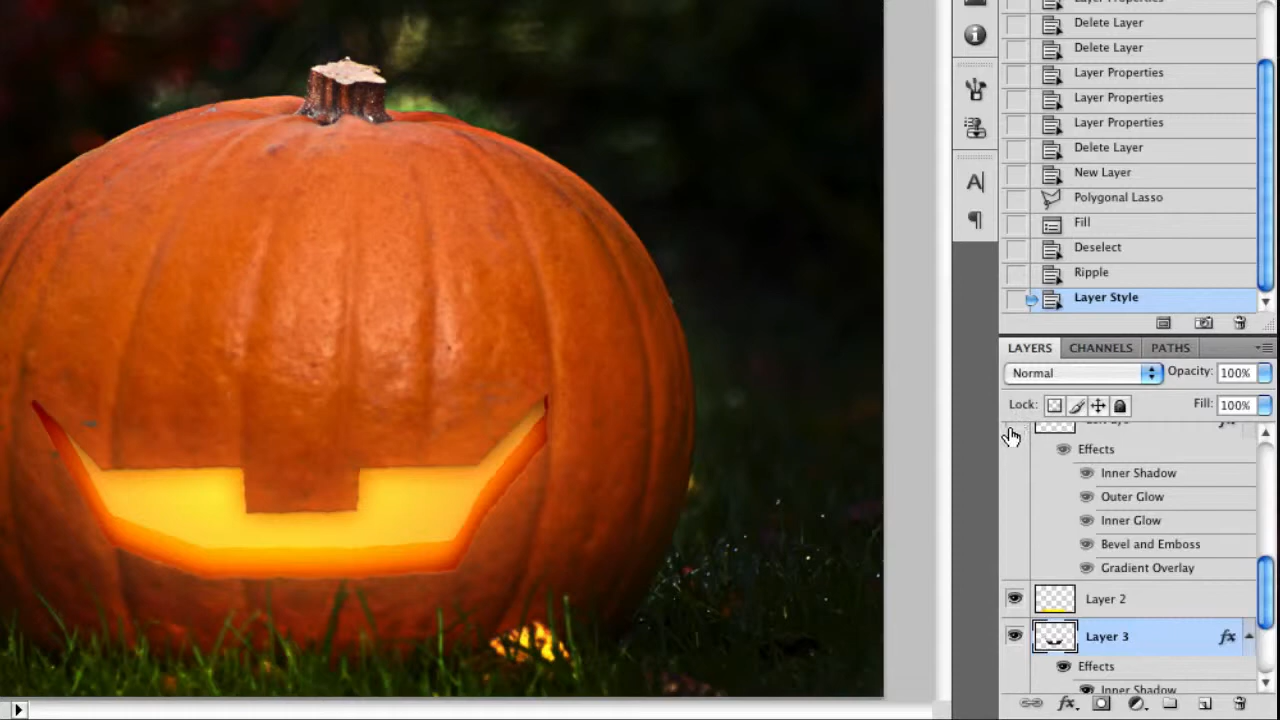 Layer Properties
Delete Layer
Delete Layer
Layer Properties
Layer Properties
Layer Properties
Delete Layer
New Layer
Polygonal Lasso
Fill
Deselect
Ripple
Layer Style
LAYERS CHANNELS PATHS
Normal Opacity: 100%
Lock: Fill: 100%
Effects
Inner Shadow
Outer Glow
Inner Glow
Bevel and Emboss
Gradient Overlay
Layer 2
Layer 3 fx
Effects
Inner Shadow
fx